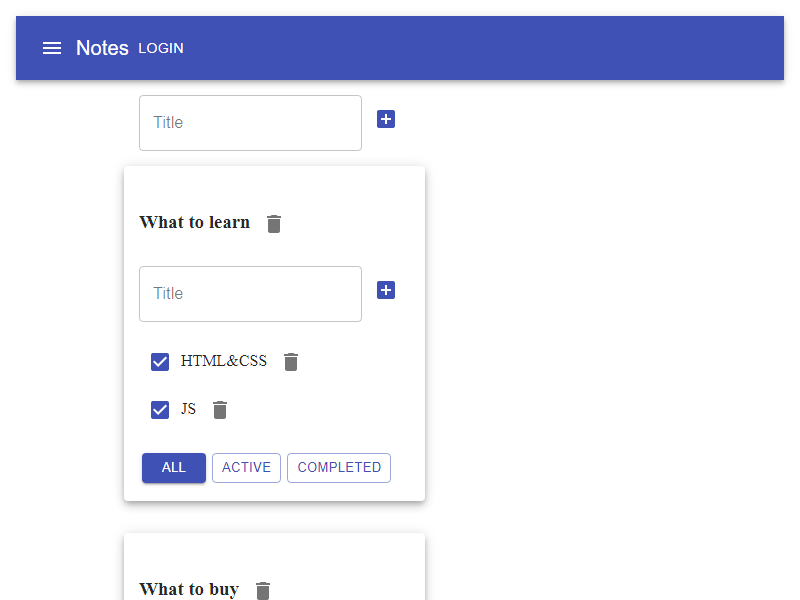 Notes LOGIN
Title
What to learn
Title
HTML&CSS
JS
ALL ACTIVE COMPLETED
What to buy